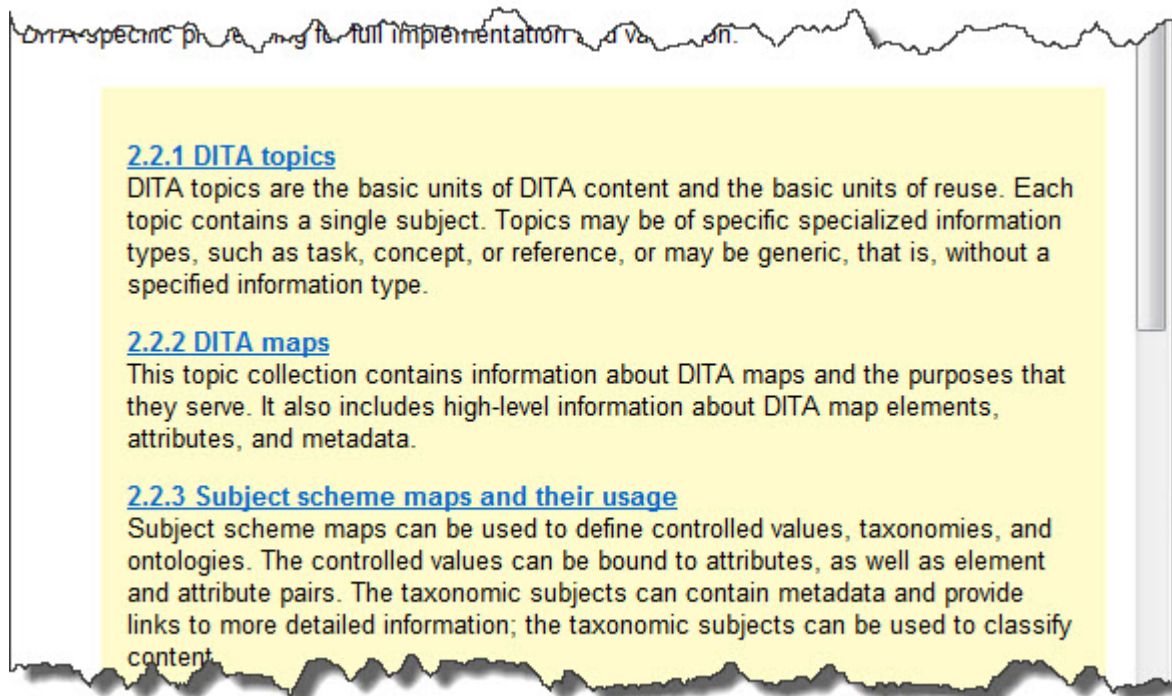 DITA-specific for full implementation
2.2.1 DITA topics
DITA topics are the basic units of DITA content and the basic units of reuse. Each
topic contains a single subject. Topics may be of specific specialized information
types, such as task, concept, or reference, or may be generic, that is, without a
specified information type.
2.2.2 DITA maps
This topic collection contains information about DITA maps and the purposes that
they serve. It also includes high-level information about DITA map elements,
attributes, and metadata.
2.2.3 Subject scheme maps and their usage
Subject scheme maps can be used to define controlled values, taxonomies, and
ontologies. The controlled values can be bound to attributes, as well as element
and attribute pairs. The taxonomic subjects can contain metadata and provide
links to more detailed information; the taxonomic subjects can be used to classify
content.